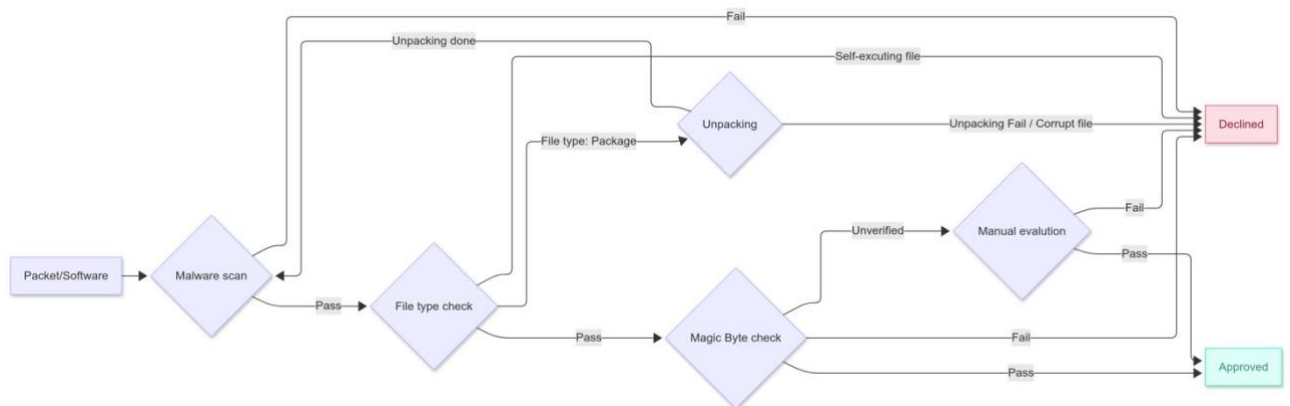 Fail
Unpacking done
Self-excuting file
Unpacking
Unpacking Fail / Corrupt file
Declined
File type: Package
Fail
Unverified
Manual evalution
Pass
Packet/Software
Malware scan
Pass
File type check
Pass
Magic Byte check
Fail
Pass
Approved